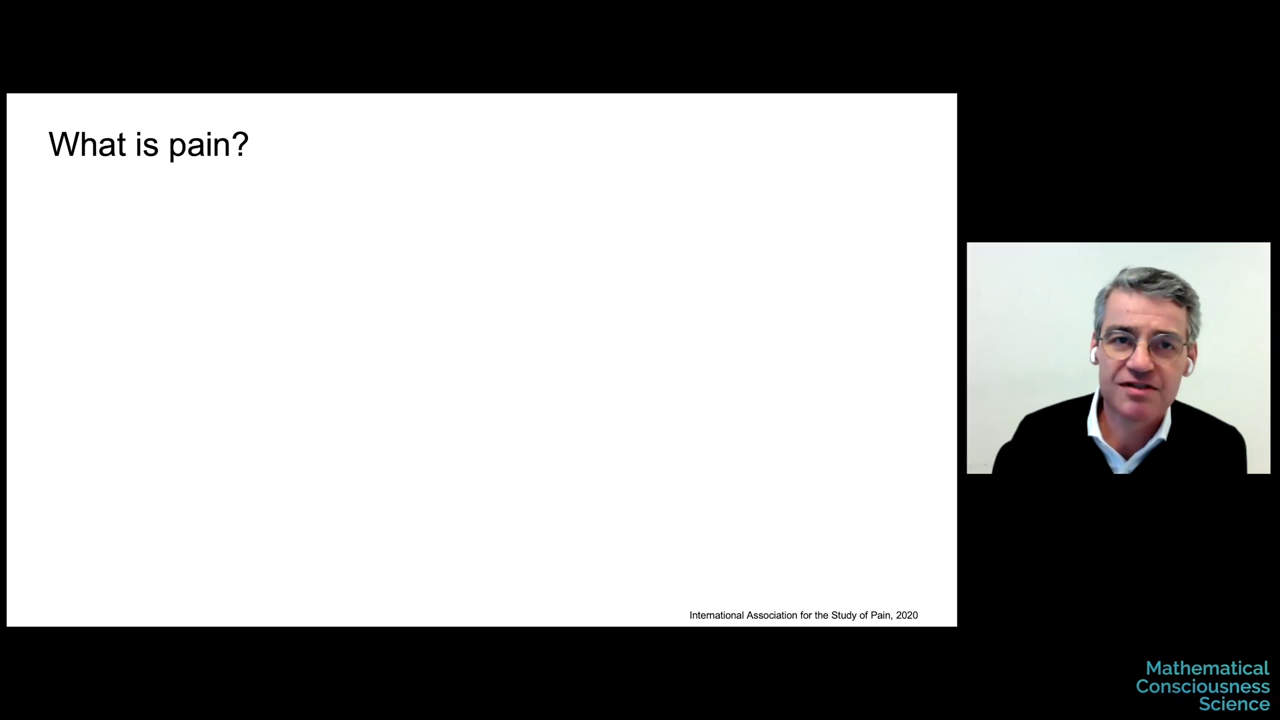 What is pain?
International Association for the Study of Pain, 2020
Mathematical
Consciousness
Science